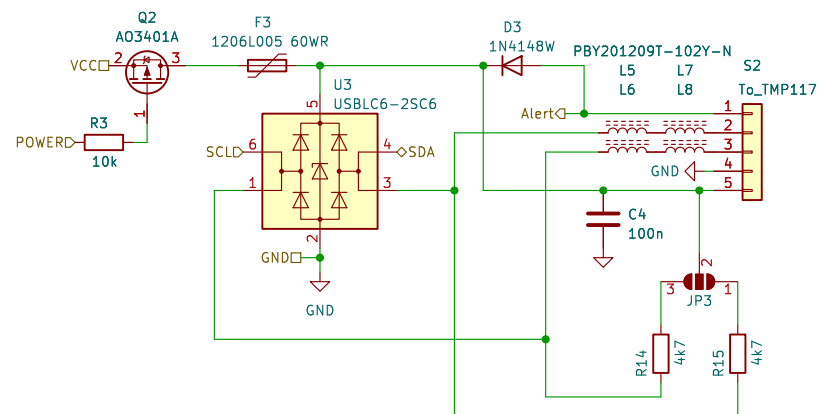 Q2
AO3401A
VCC
2
3
1
POWER
R3
10k
F3
1206L005 60WR
U3
USBLC6-2SC6
5
SCL
6
4
SDA
1
3
2
GND
GND
D3
1N4148W
PBY201209T-102Y-N
L5 L7
L6 L8
S2
To_TMP117
Alert
1
2
3
GND
4
5
C4
100n
2
3
1
JP3
R14
4k7
R15
4k7